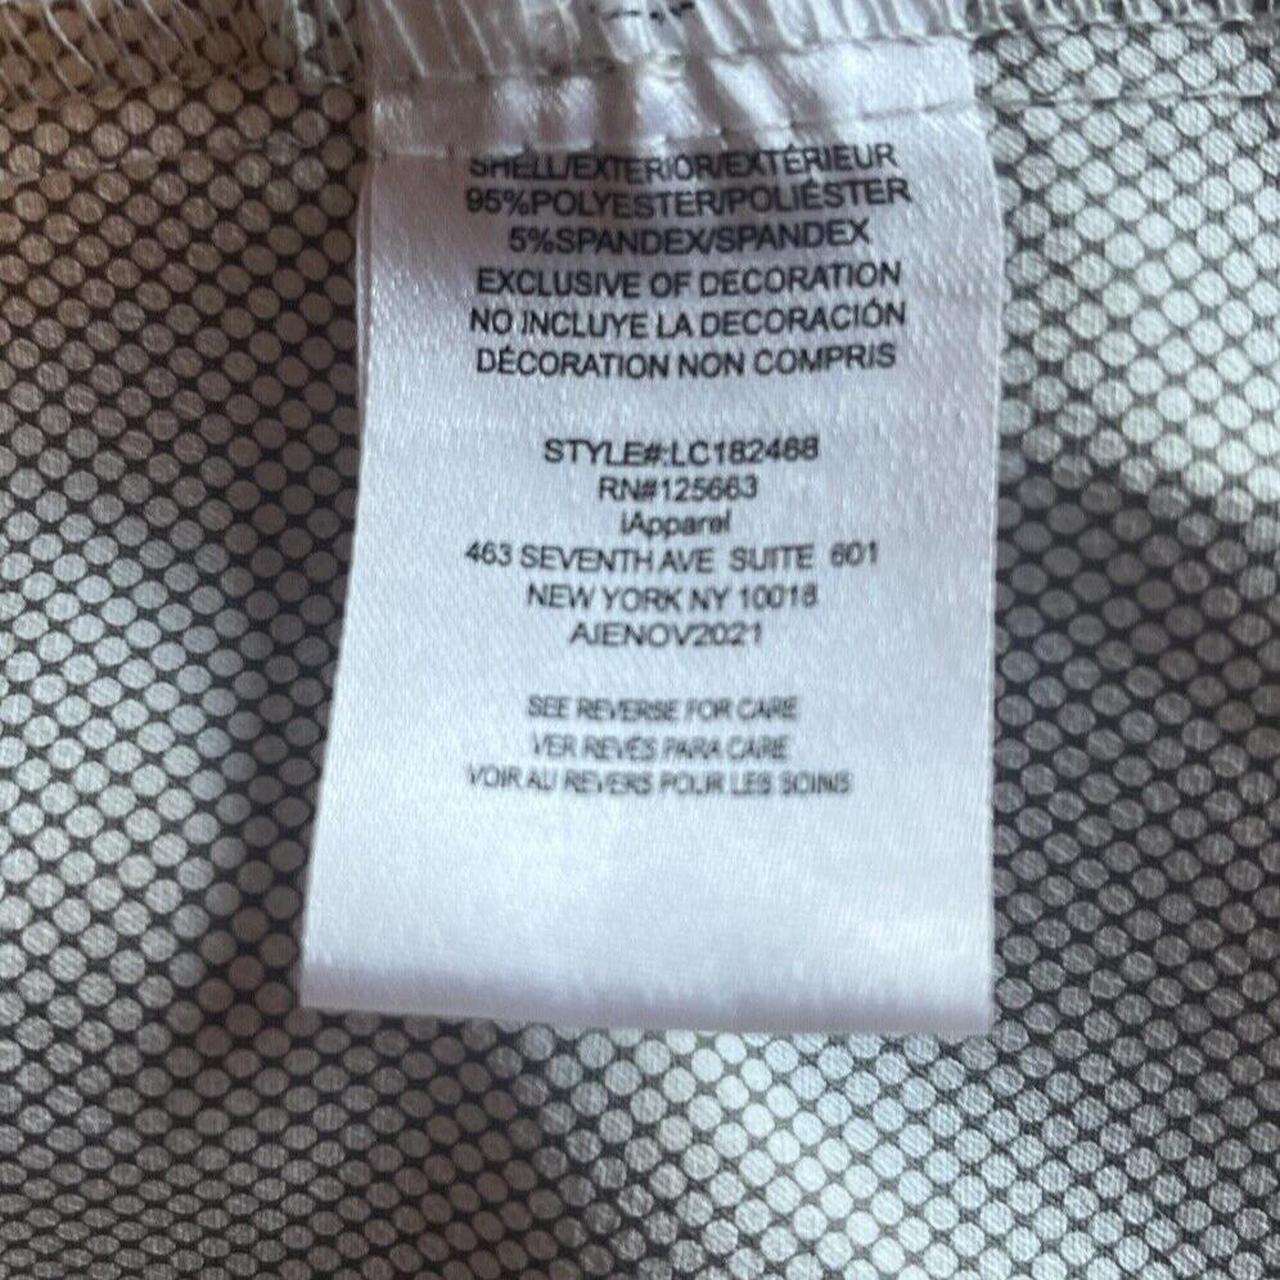 SHELL/EXTERIOR/EXTÉRIEUR
95%POLYESTER/POLIÉSTER
5%SPANDEX/SPANDEX
EXCLUSIVE OF DECORATION
NO INCLUYE LA DECORACIÓN
DÉCORATION NON COMPRIS
STYLE#:LC182468
RN#125663
iApparel
463 SEVENTH AVE SUITE 601
NEW YORK NY 10018
AIENOV2021
SEE REVERSE FOR CARE
VER REVÉS PARA CARE
VOIR AU REVERS POUR LES SOINS